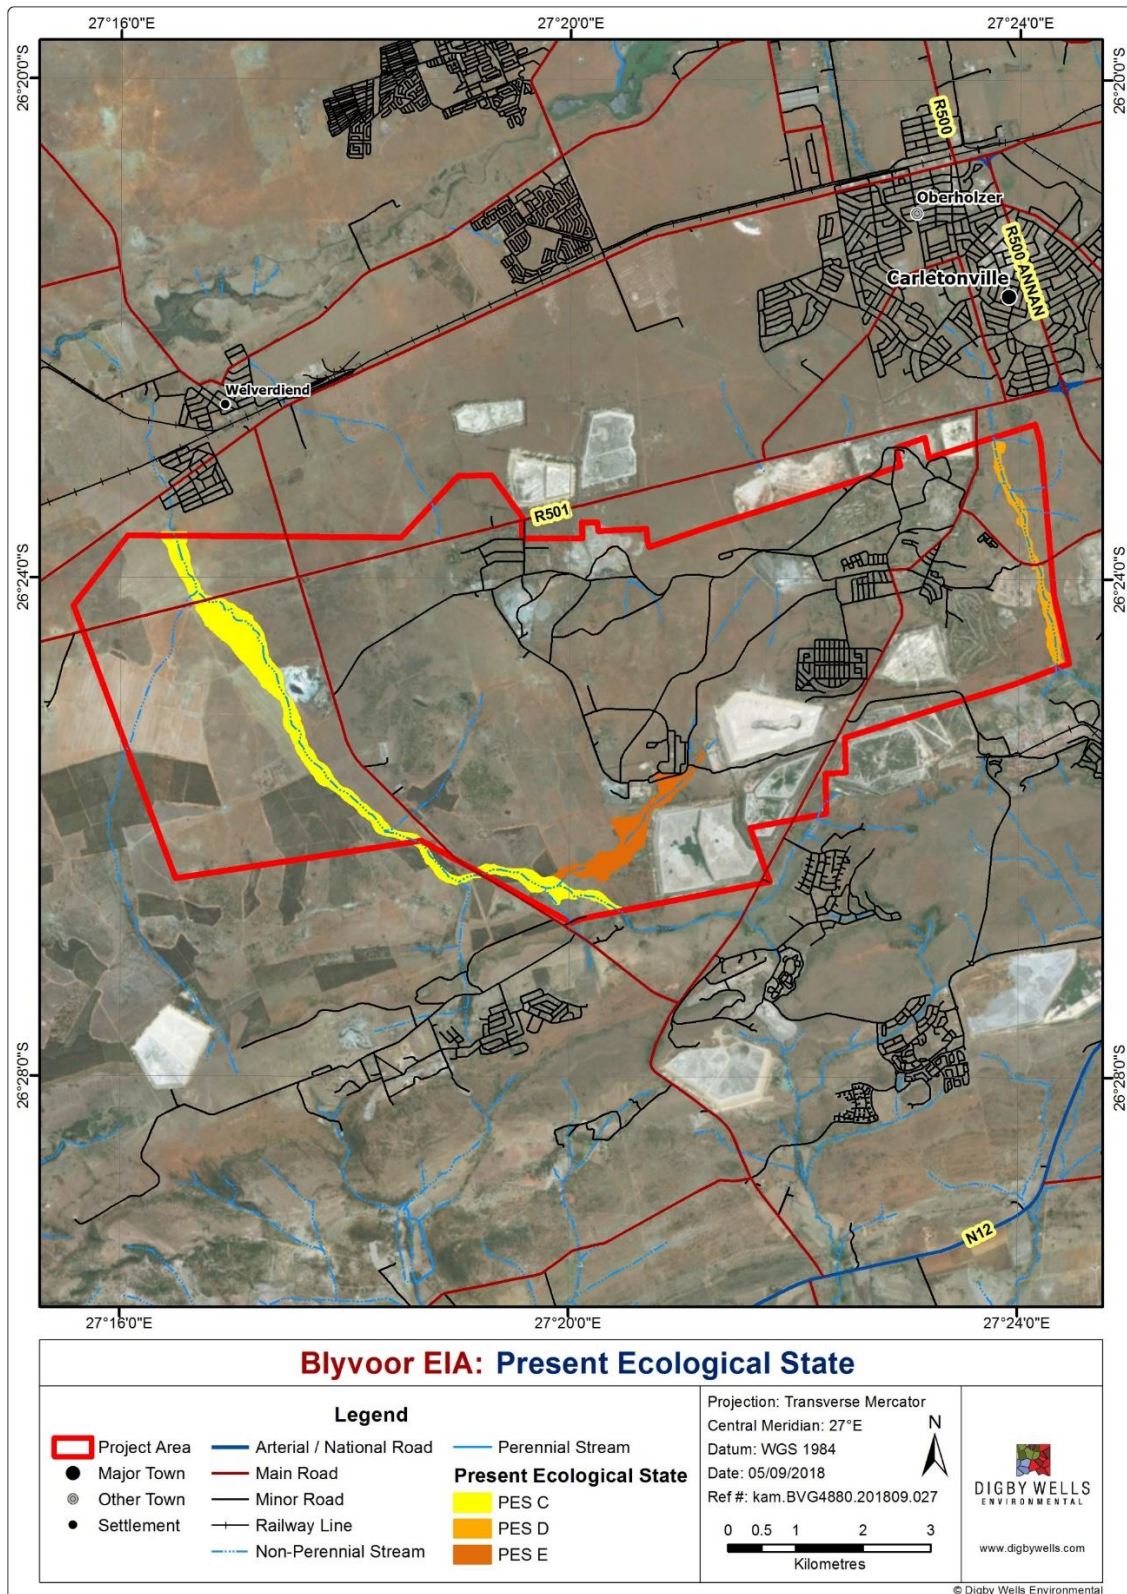 27°16'0"E 27°20'0"E 27°24'0"E
26°20'0"S 26°20'0"S
R500
Oberholzer
R500 ANNAN
Carletonville
Welverdiend
R501
26°24'0"S 26°24'0"S
26°28'0"S 26°28'0"S
N12
27°16'0"E 27°20'0"E 27°24'0"E
Blyvoor EIA: Present Ecological State
Legend
Project Area
Major Town
Other Town
Settlement
Arterial / National Road
Main Road
Minor Road
Railway Line
Non-Perennial Stream
Perennial Stream
Present Ecological State
PES C
PES D
PES E
Projection: Transverse Mercator
Central Meridian: 27°E
Datum: WGS 1984
Date: 05/09/2018
Ref #: kam.BVG4880.201809.027
N
0 0.5 1 2 3
Kilometres
DIGBY WELLS
ENVIRONMENTAL
www.digbywells.com
© Digby Wells Environmental